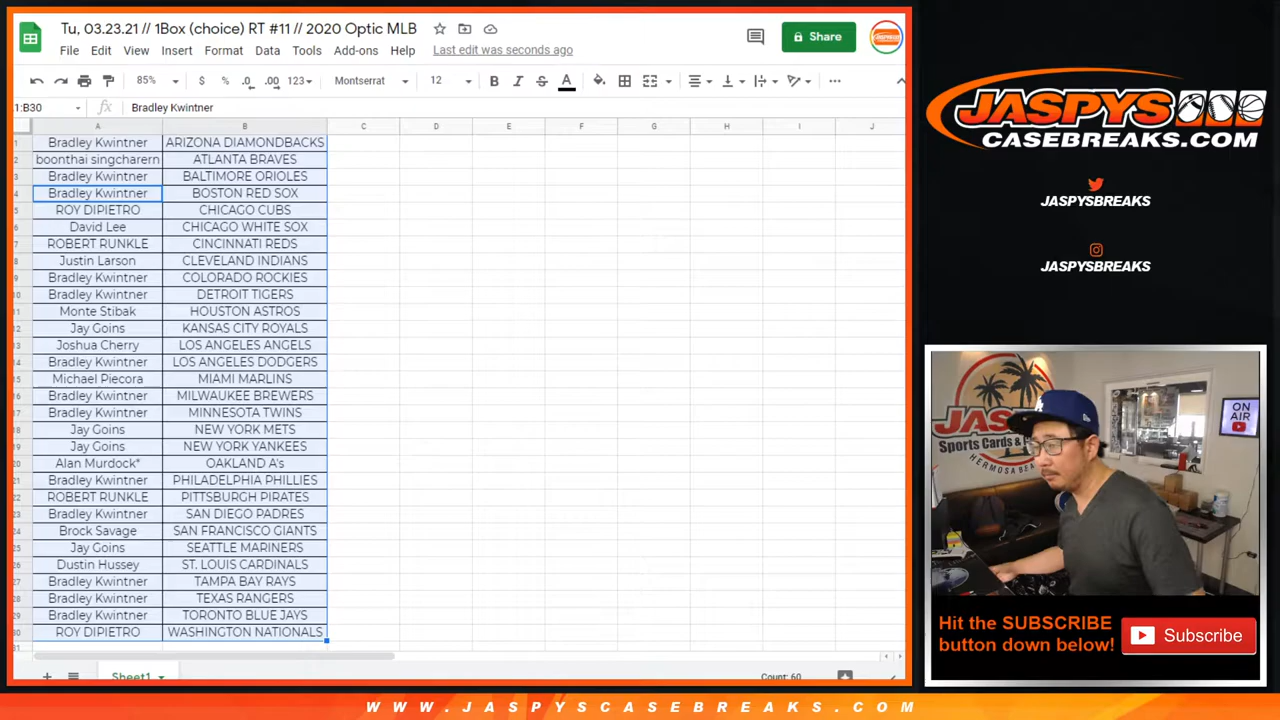 Tu, 03.23.21 // 1Box (choice) RT #11 // 2020 Optic MLB
File Edit View Insert Format Data Tools Add-ons Help Last edit was seconds ago
Share
85% $ % .0 .00 123 Montserrat 12 B I S A
1:B30 fx Bradley Kwintner
A B C D E F G H I J
1 Bradley Kwintner ARIZONA DIAMONDBACKS
2 boonthai singcharern ATLANTA BRAVES
3 Bradley Kwintner BALTIMORE ORIOLES
4 Bradley Kwintner BOSTON RED SOX
5 ROY DIPIETRO CHICAGO CUBS
6 David Lee CHICAGO WHITE SOX
7 ROBERT RUNKLE CINCINNATI REDS
8 Justin Larson CLEVELAND INDIANS
9 Bradley Kwintner COLORADO ROCKIES
10 Bradley Kwintner DETROIT TIGERS
11 Monte Stibak HOUSTON ASTROS
12 Jay Goins KANSAS CITY ROYALS
13 Joshua Cherry LOS ANGELES ANGELS
14 Bradley Kwintner LOS ANGELES DODGERS
15 Michael Piecora MIAMI MARLINS
16 Bradley Kwintner MILWAUKEE BREWERS
17 Bradley Kwintner MINNESOTA TWINS
18 Jay Goins NEW YORK METS
19 Jay Goins NEW YORK YANKEES
20 Alan Murdock* OAKLAND A's
21 Bradley Kwintner PHILADELPHIA PHILLIES
22 ROBERT RUNKLE PITTSBURGH PIRATES
23 Bradley Kwintner SAN DIEGO PADRES
24 Brock Savage SAN FRANCISCO GIANTS
25 Jay Goins SEATTLE MARINERS
26 Dustin Hussey ST. LOUIS CARDINALS
27 Bradley Kwintner TAMPA BAY RAYS
28 Bradley Kwintner TEXAS RANGERS
29 Bradley Kwintner TORONTO BLUE JAYS
30 ROY DIPIETRO WASHINGTON NATIONALS
31
Sheet1
Count: 60
JASPYS
CASEBREAKS.COM
JASPYSBREAKS
JASPYSBREAKS
JAS
Sports Cards &
HERMOSA BEA
ON
AIR
Hit the SUBSCRIBE
button down below!
Subscribe
WWW.JASPYSCASEBREAKS.COM